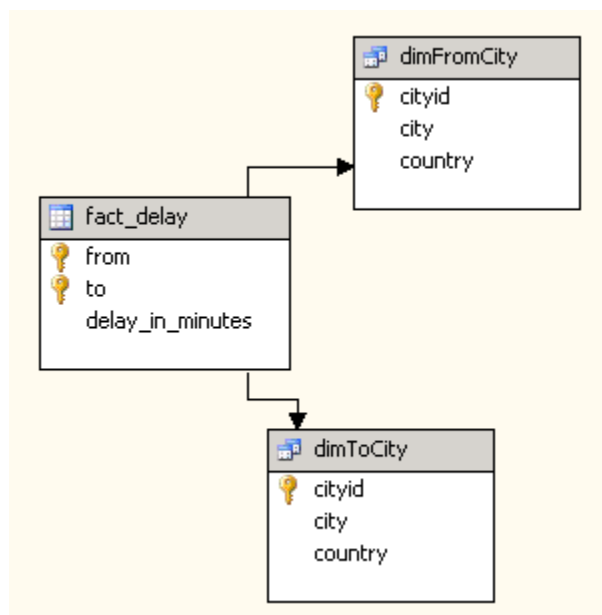 dimFromCity
cityid
city
country
fact_delay
from
to
delay_in_minutes
dimToCity
cityid
city
country